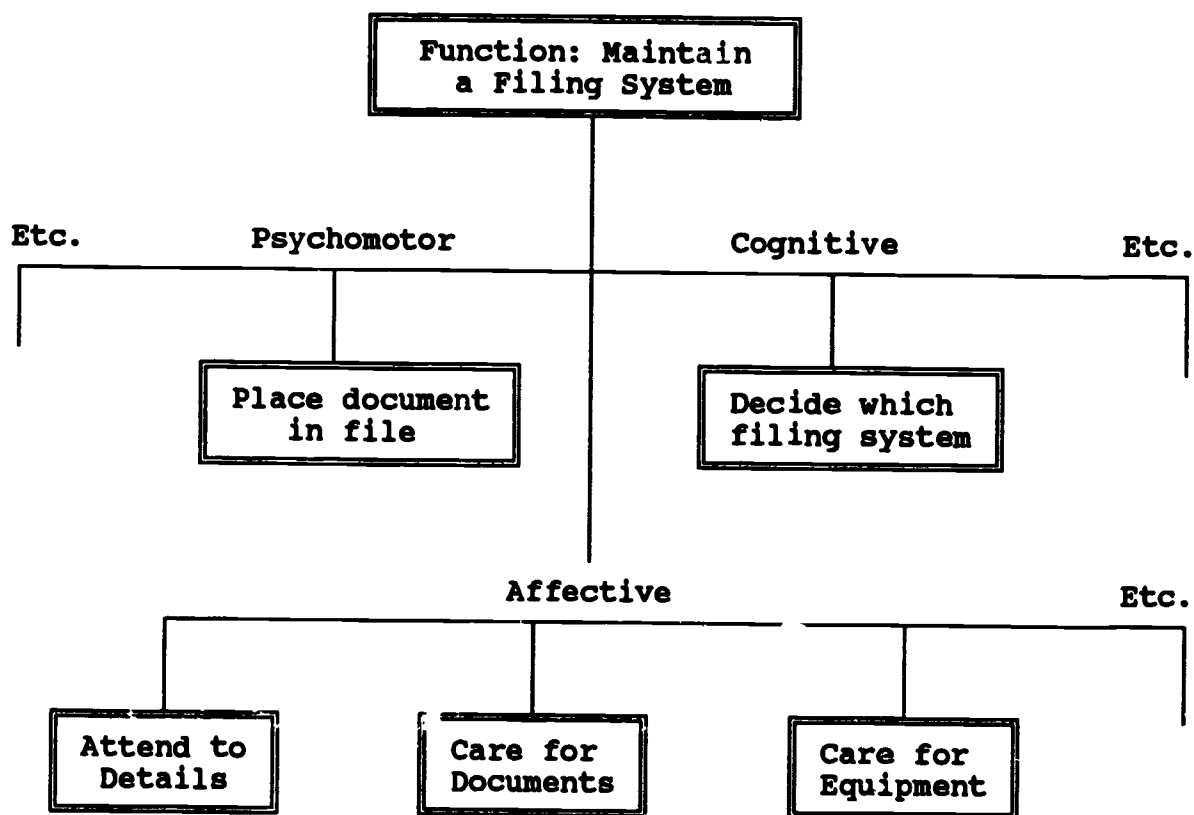 Function: Maintain
a Filing System
Etc.
Psychomotor
Cognitive
Etc.
Place document
in file
Decide which
filing system
Affective
Etc.
Attend to
Details
Care for
Documents
Care for
Equipment